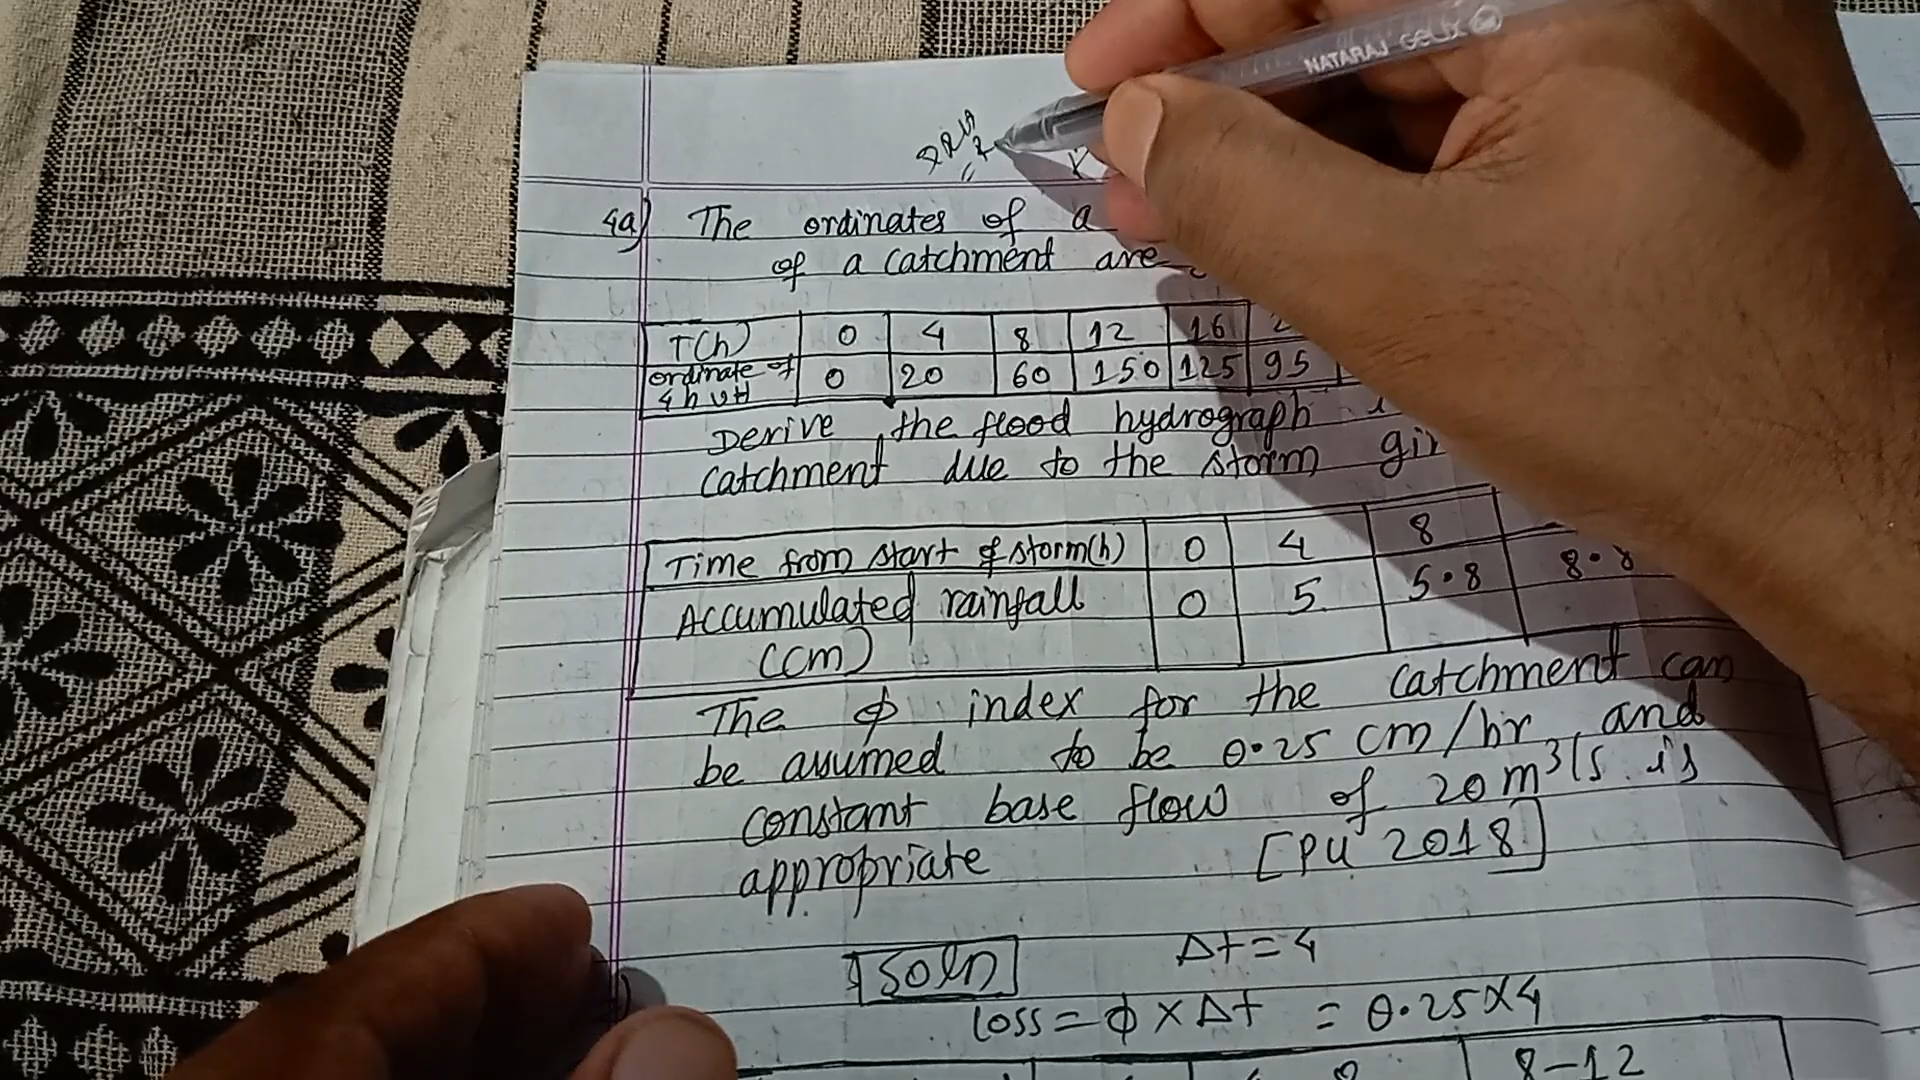 NATARAJ GELIX
4a) The ordinates of a
of a catchment are
T(h) 0 4 8 12 16 2
ordinate of 4h UH 0 20 60 150 125 95
Derive the flood hydrograph
catchment due to the storm
Time from start of storm(h) 0 4 8
Accumulated rainfall (cm) 0 5 5.8 8.8
The ϕ index for the catchment can
be assumed to be 0.25 cm/hr and
constant base flow of 20 m3/s is
appropriate [PU 2018]
Soln Δt = 4
loss = ϕ × Δt = 0.25×4
8-12